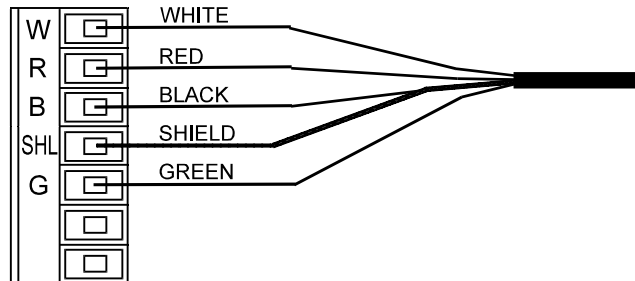 W WHITE
R RED
B BLACK
SHL SHIELD
G GREEN